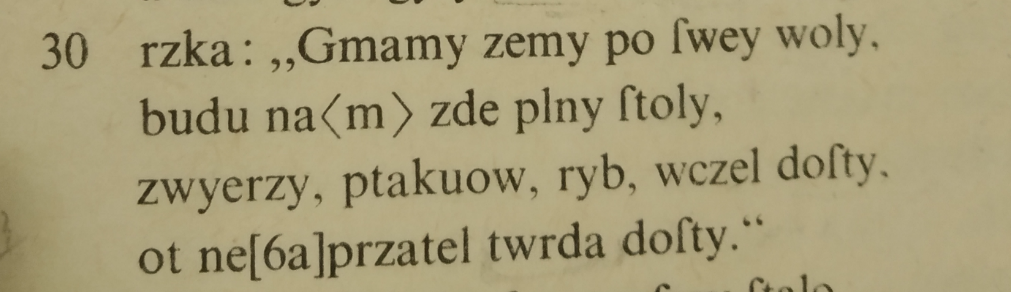 30 rzka: „Gmamy zemy po ſwey woly.
budu na⟨m⟩ zde plny ſtoly,
zwyerzy, ptakuow, ryb, wczel doſty.
ot ne[6a]przatel twrda doſty.“